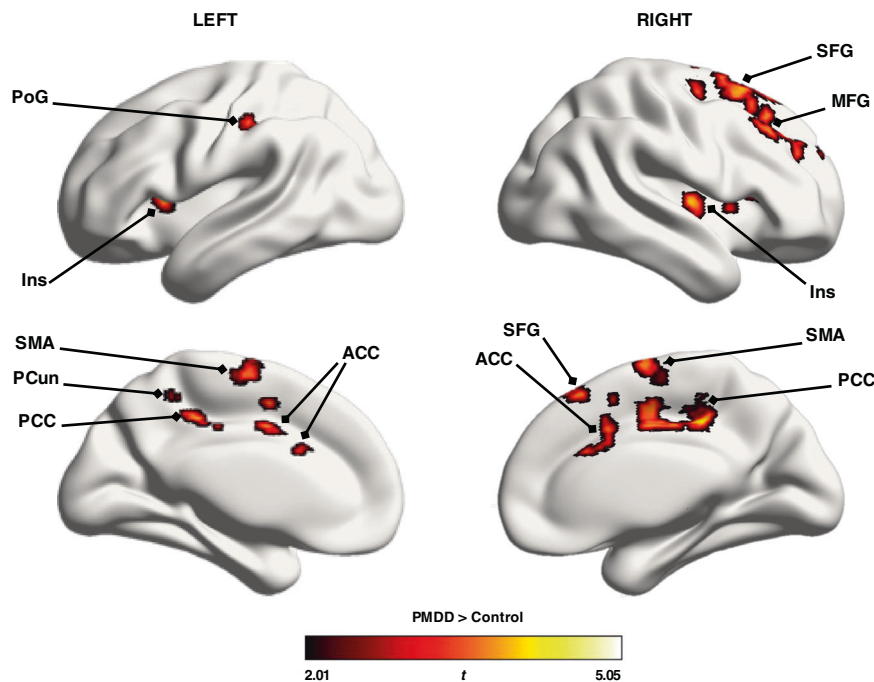 LEFT
RIGHT
PoG
Ins
SFG
MFG
Ins
SMA
PCun
PCC
ACC
SFG
ACC
SMA
PCC
PMDD > Control
2.01 t 5.05